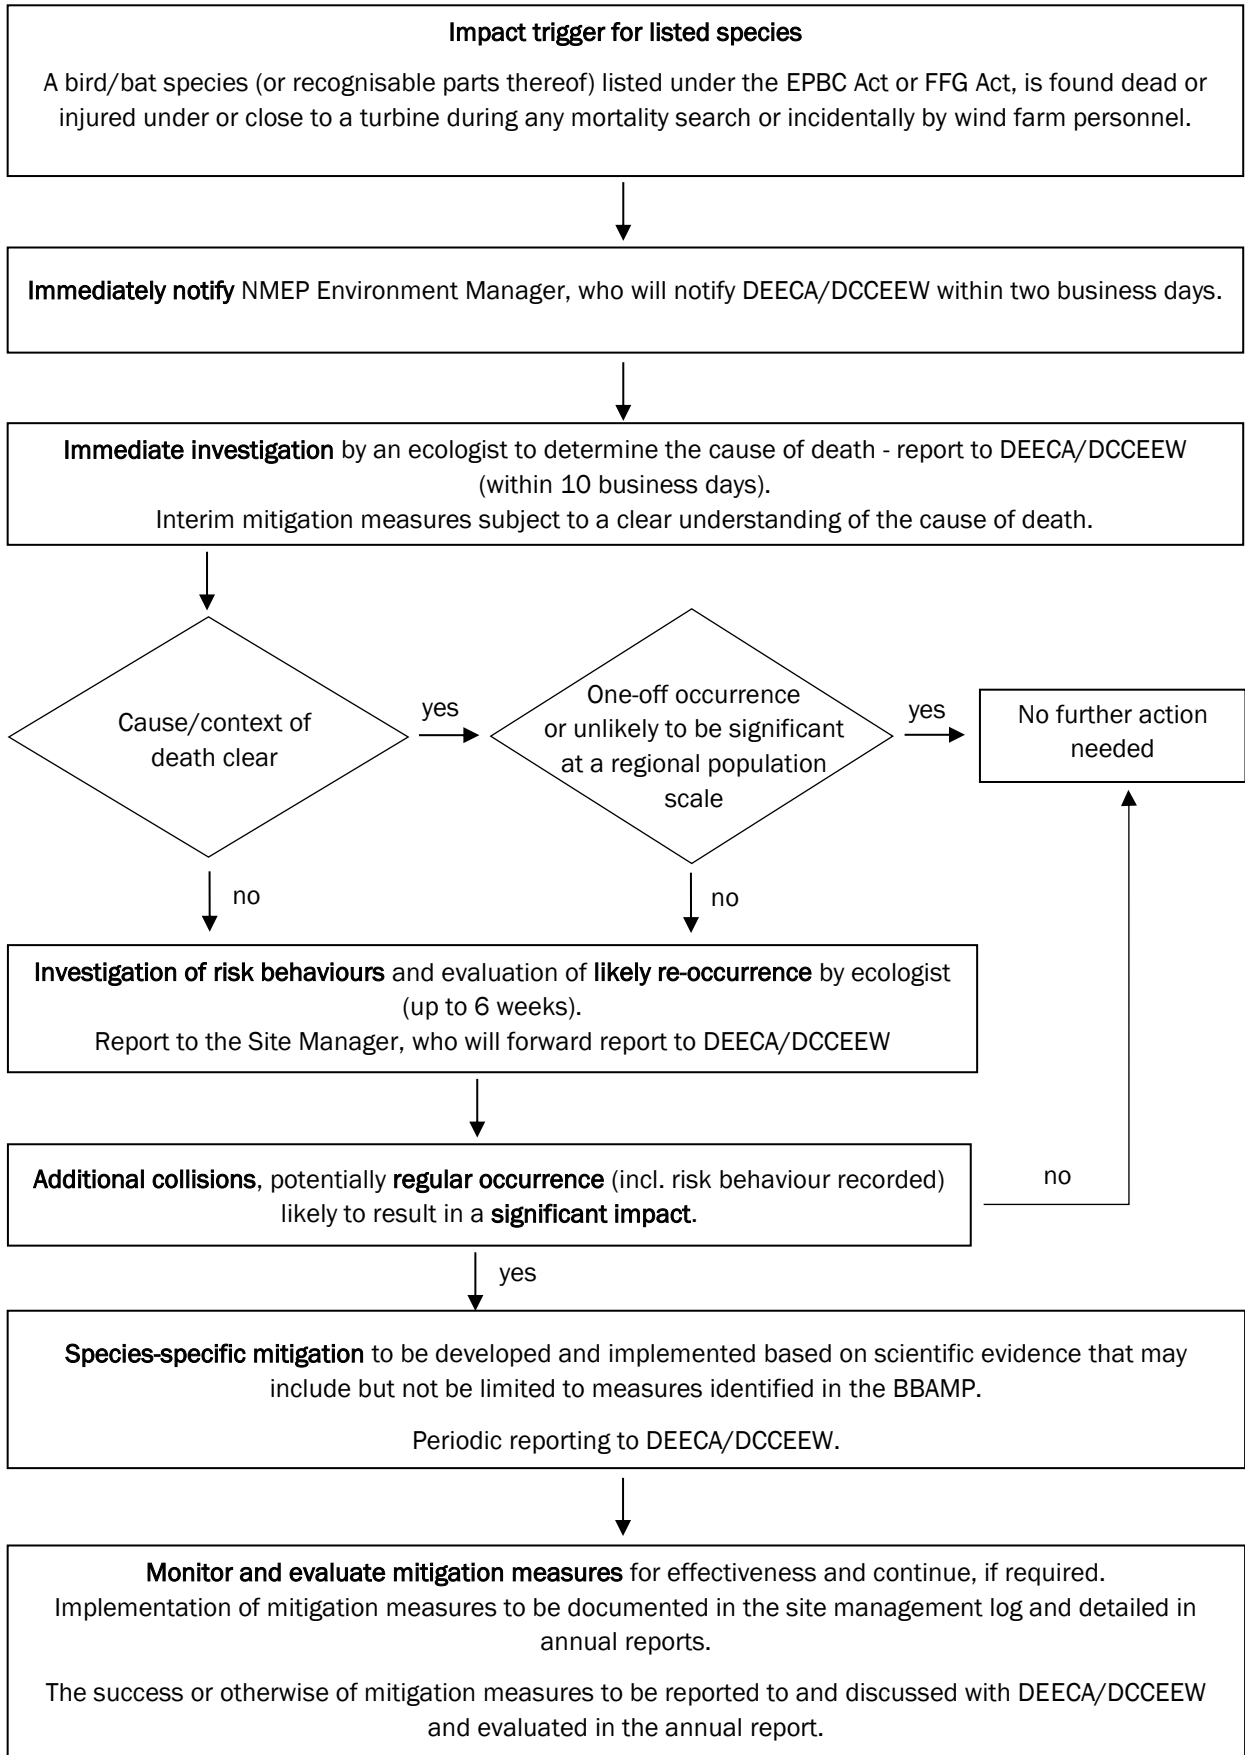 Impact trigger for listed species
A bird/bat species (or recognisable parts thereof) listed under the EPBC Act or FFG Act, is found dead or
injured under or close to a turbine during any mortality search or incidentally by wind farm personnel.
Immediately notify NMEP Environment Manager, who will notify DEECA/DCCEEW within two business days.
Immediate investigation by an ecologist to determine the cause of death - report to DEECA/DCCEEW
(within 10 business days).
Interim mitigation measures subject to a clear understanding of the cause of death.
Cause/context of
death clear
yes
One-off occurrence
or unlikely to be significant
at a regional population
scale
yes
No further action
needed
no
no
Investigation of risk behaviours and evaluation of likely re-occurrence by ecologist
(up to 6 weeks).
Report to the Site Manager, who will forward report to DEECA/DCCEEW
Additional collisions, potentially regular occurrence (incl. risk behaviour recorded)
likely to result in a significant impact.
no
yes
Species-specific mitigation to be developed and implemented based on scientific evidence that may
include but not be limited to measures identified in the BBAMP.
Periodic reporting to DEECA/DCCEEW.
Monitor and evaluate mitigation measures for effectiveness and continue, if required.
Implementation of mitigation measures to be documented in the site management log and detailed in
annual reports.
The success or otherwise of mitigation measures to be reported to and discussed with DEECA/DCCEEW
and evaluated in the annual report.